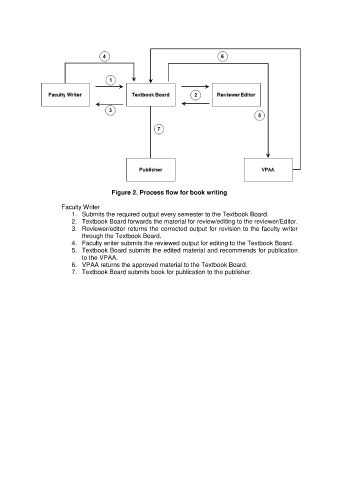 4
6
1
Faculty Writer
Textbook Board
2
Reviewer/Editor
3
5
7
Publisher
VPAA
Figure 2. Process flow for book writing
Faculty Writer
1. Submits the required output every semester to the Textbook Board.
2. Textbook Board forwards the material for review/editing to the reviewer/Editor.
3. Reviewer/editor returns the corrected output for revision to the faculty writer
through the Textbook Board.
4. Faculty writer submits the reviewed output for editing to the Textbook Board.
5. Textbook Board submits the edited material and recommends for publication
to the VPAA.
6. VPAA returns the approved material to the Textbook Board.
7. Textbook Board submits book for publication to the publisher.